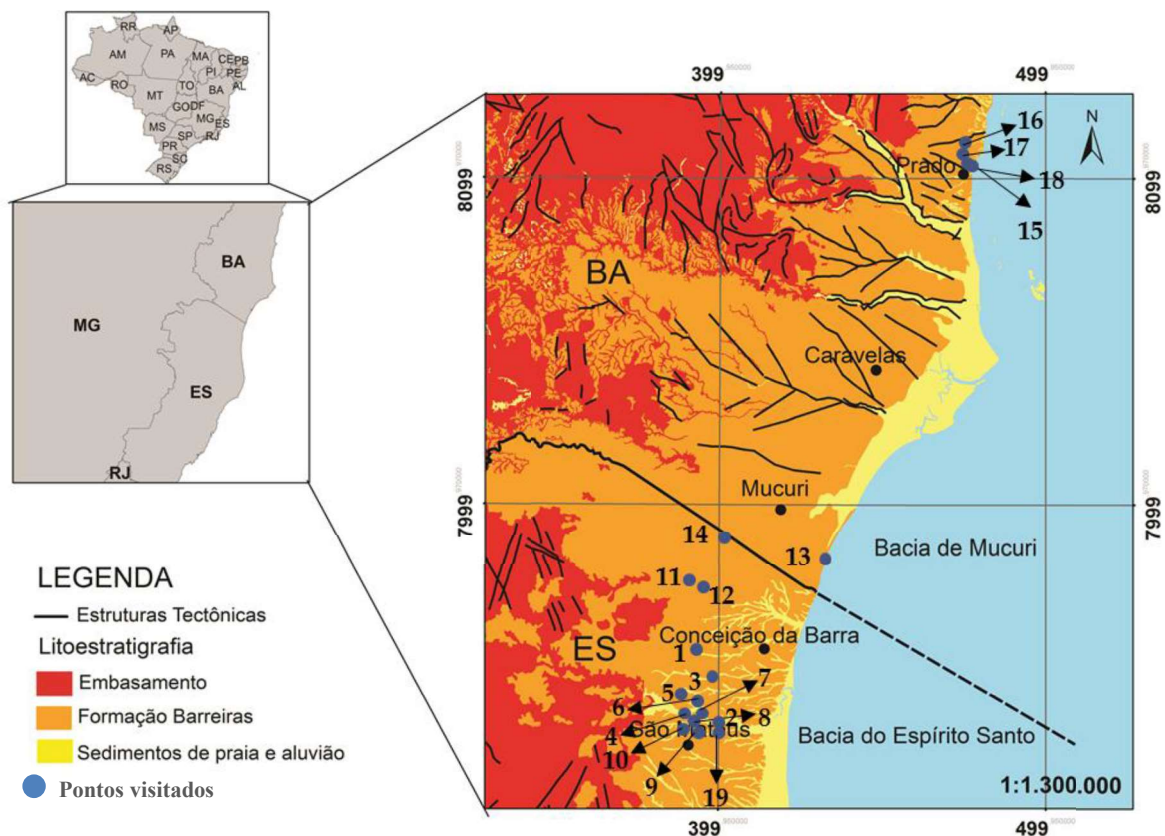 RR
AP
AM
PA
MA
CE
PB
PI
PE
AC
RO
TO
BA
AL
MT
GO
DF
MG
ES
MS
SP
RJ
PR
SC
RS
BA
MG
ES
RJ
LEGENDA
Estruturas Tectônicas
Litoestratigrafia
Embasamento
Formação Barreiras
Sedimentos de praia e aluvião
Pontos visitados
399
499
8099
8099
7999
7999
399
499
N
16
17
Prado
18
15
BA
Caravelas
Mucuri
14
13
Bacia de Mucuri
11
12
ES
Conceição da Barra
1
3
7
5
6
2
8
São Mateus
4
10
9
19
Bacia do Espírito Santo
1:1.300.000